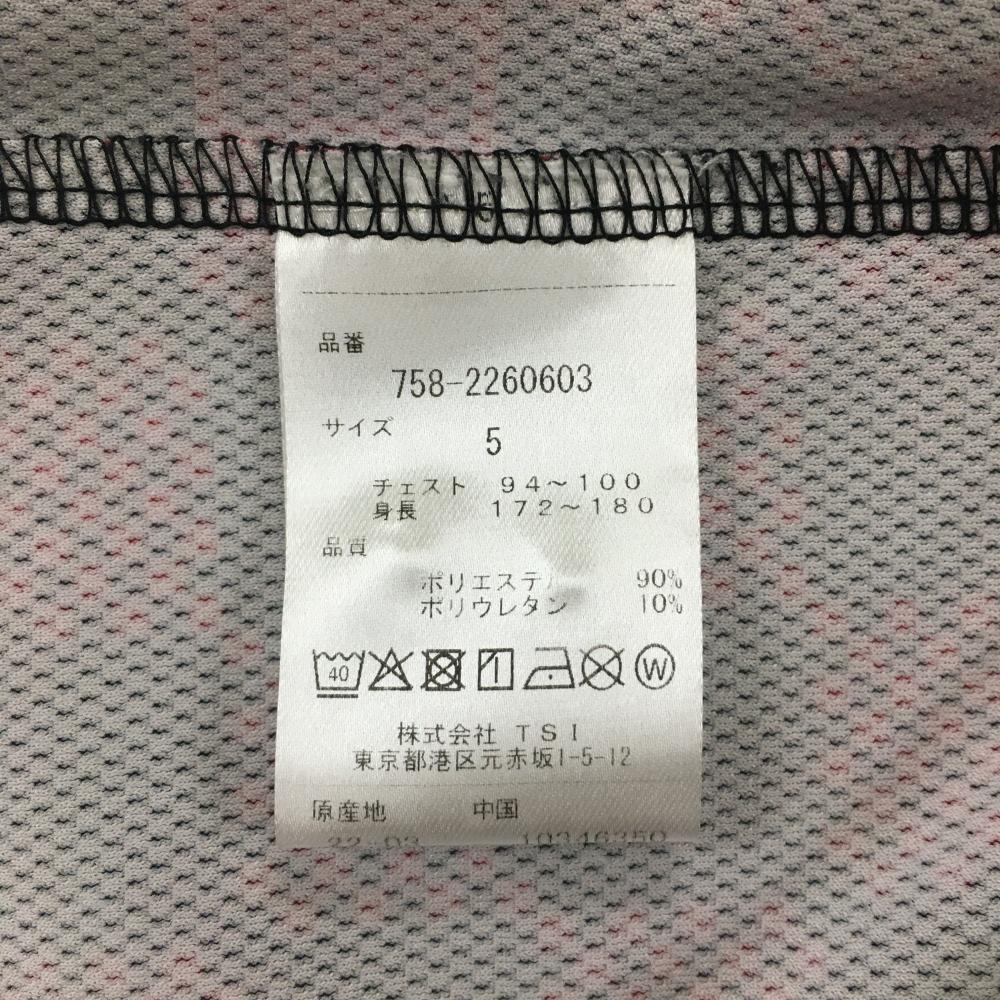 品番
758-2260603
サイズ
5
チェスト 94～100
身長 172～180
品質
ポリエステル 90%
ポリウレタン 10%
40 W
株式会社 TSI
東京都港区元赤坂1-5-12
原産地 中国